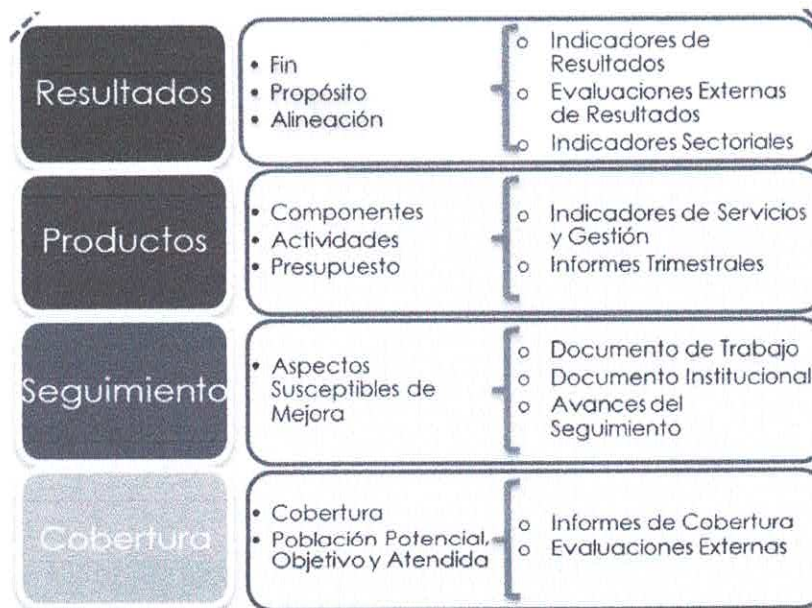 Resultados
• Fin
• Propósito
• Alineación
o Indicadores de
Resultados
o Evaluaciones Externas
de Resultados
o Indicadores Sectoriales
Productos
• Componentes
• Actividades
• Presupuesto
o Indicadores de Servicios
y Gestión
o Informes Trimestrales
Seguimiento
• Aspectos
Susceptibles de
Mejora
o Documento de Trabajo
o Documento Institucional
o Avances del
Seguimiento
Cobertura
• Cobertura
• Población Potencial,
Objetivo y Atendida
o Informes de Cobertura
o Evaluaciones Externas